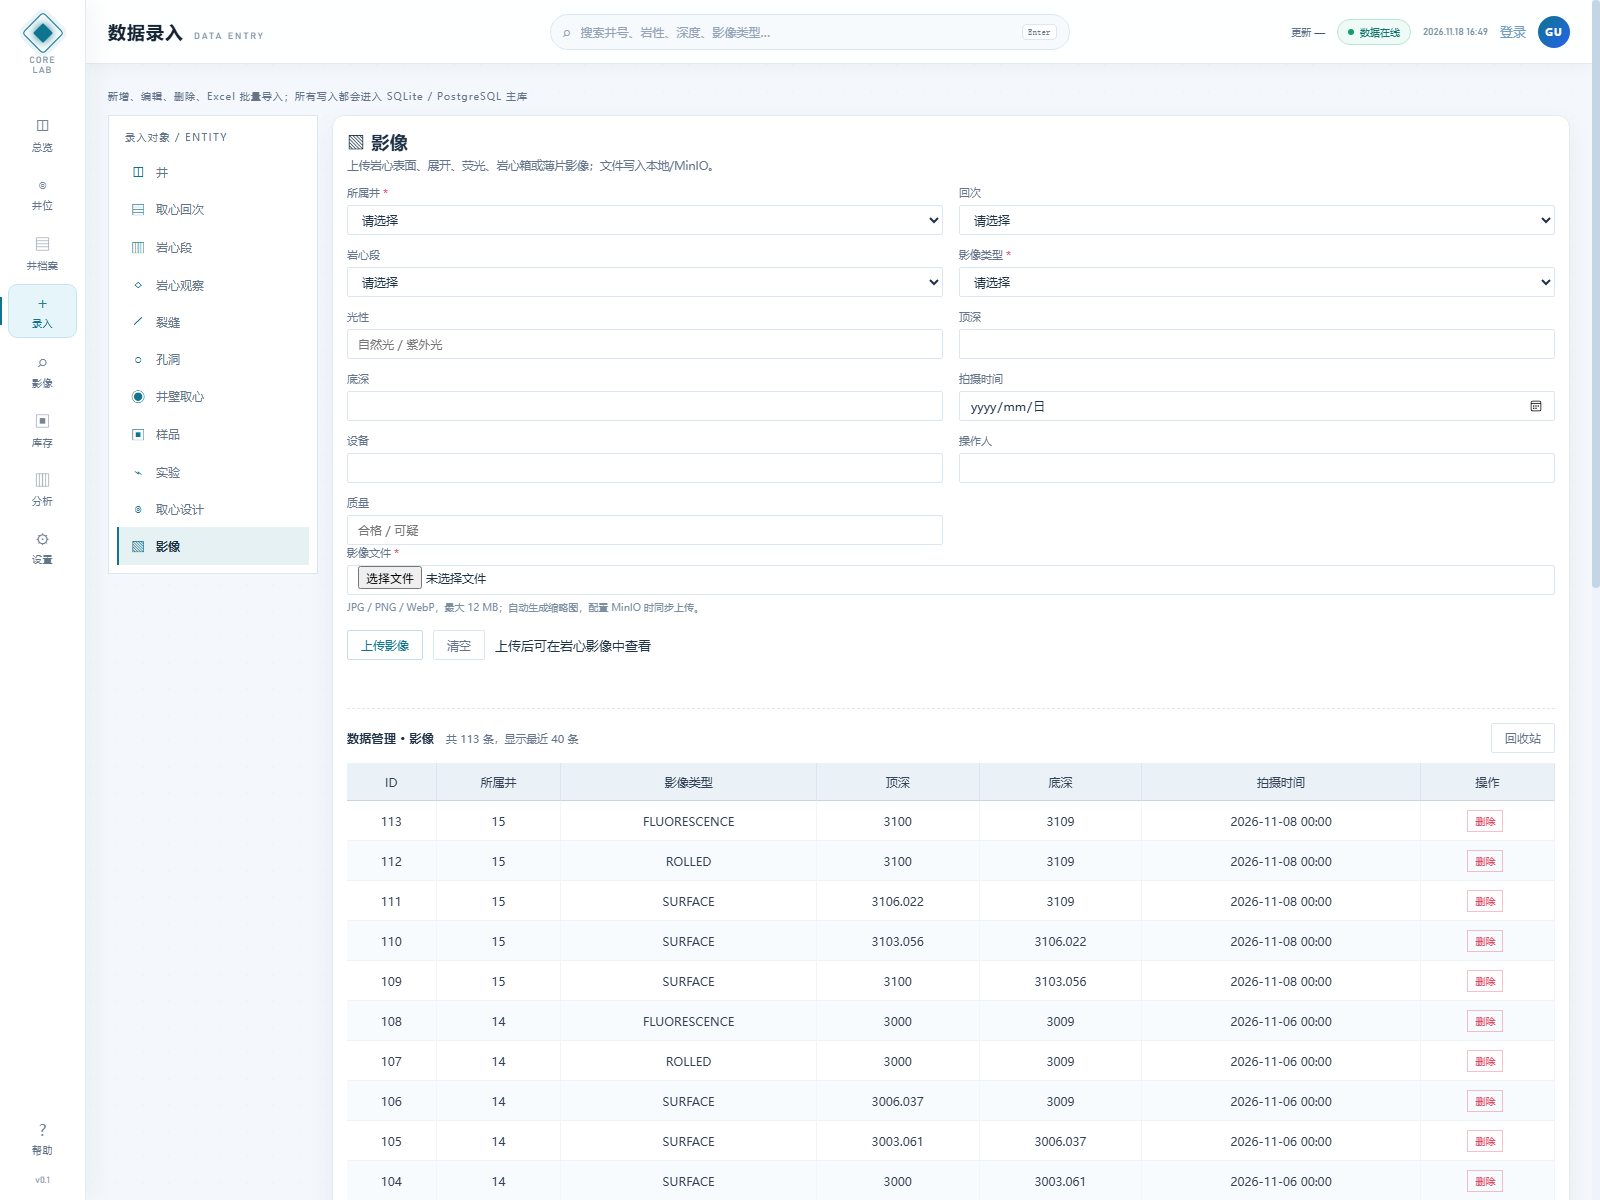 CORE
LAB
总览
井位
井档案
录入
影像
库存
分析
设置
帮助
v0.1
数据录入 DATA ENTRY
搜索井号、岩性、深度、影像类型... Enter
更新 — 数据在线 2026.11.18 16:49 登录 GU
新增、编辑、删除、Excel 批量导入；所有写入都会进入 SQLite / PostgreSQL 主库
录入对象 / ENTITY
井
取心回次
岩心段
岩心观察
裂缝
孔洞
井壁取心
样品
实验
取心设计
影像
影像
上传岩心表面、展开、荧光、岩心箱或薄片影像；文件写入本地/MinIO。
所属井 * 回次
请选择 请选择
岩心段 影像类型 *
请选择 请选择
光性 顶深
自然光 / 紫外光
底深 拍摄时间
yyyy/mm/日
设备 操作人
质量
合格 / 可疑
影像文件 *
选择文件 未选择文件
JPG / PNG / WebP，最大 12 MB；自动生成缩略图，配置 MinIO 时同步上传。
上传影像 清空 上传后可在岩心影像中查看
数据管理 · 影像 共 113 条，显示最近 40 条 回收站
ID 所属井 影像类型 顶深 底深 拍摄时间 操作
113 15 FLUORESCENCE 3100 3109 2026-11-08 00:00 删除
112 15 ROLLED 3100 3109 2026-11-08 00:00 删除
111 15 SURFACE 3106.022 3109 2026-11-08 00:00 删除
110 15 SURFACE 3103.056 3106.022 2026-11-08 00:00 删除
109 15 SURFACE 3100 3103.056 2026-11-08 00:00 删除
108 14 FLUORESCENCE 3000 3009 2026-11-06 00:00 删除
107 14 ROLLED 3000 3009 2026-11-06 00:00 删除
106 14 SURFACE 3006.037 3009 2026-11-06 00:00 删除
105 14 SURFACE 3003.061 3006.037 2026-11-06 00:00 删除
104 14 SURFACE 3000 3003.061 2026-11-06 00:00 删除